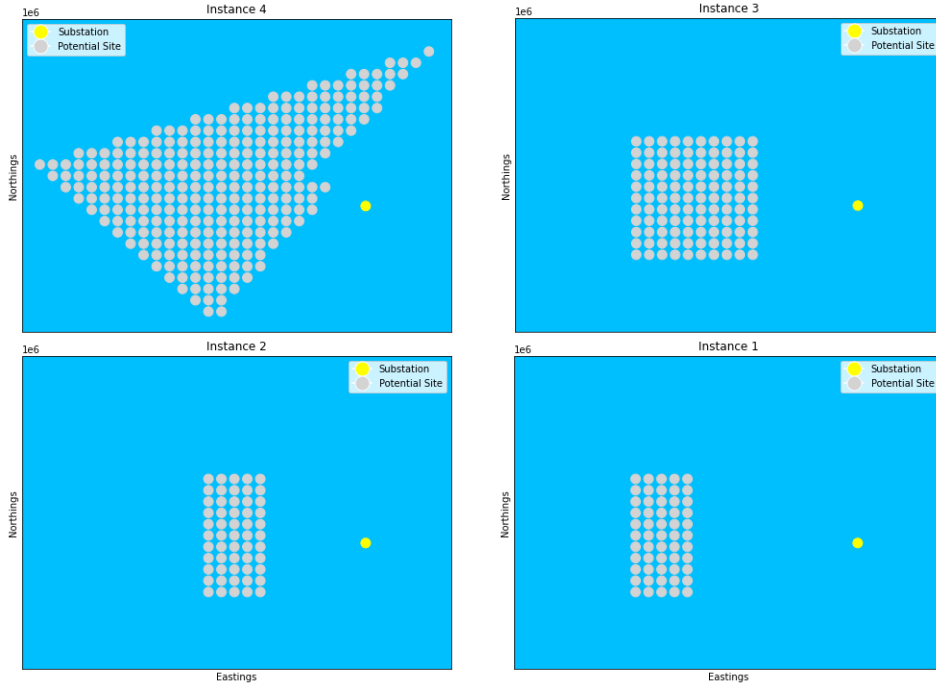 Instance 4
1e6
Substation
Potential Site
Northings
Instance 3
1e6
Substation
Potential Site
Northings
Instance 2
1e6
Substation
Potential Site
Northings
Eastings
Instance 1
1e6
Substation
Potential Site
Northings
Eastings